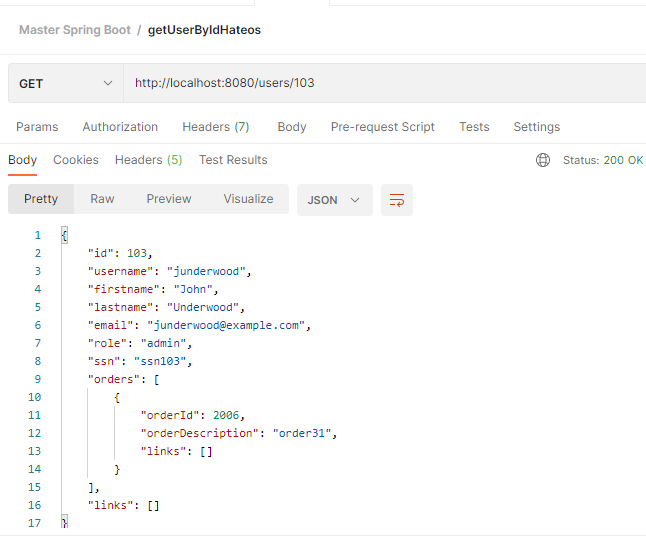 Master Spring Boot / getUserByIdHateos
GET http://localhost:8080/users/103
Params Authorization Headers (7) Body Pre-request Script Tests Settings
Body Cookies Headers (5) Test Results Status: 200 OK
Pretty Raw Preview Visualize JSON
1 {
2 "id": 103,
3 "username": "junderwood",
4 "firstname": "John",
5 "lastname": "Underwood",
6 "email": "junderwood@example.com",
7 "role": "admin",
8 "ssn": "ssn103",
9 "orders": [
10 {
11 "orderId": 2006,
12 "orderDescription": "order31",
13 "links": []
14 }
15 ],
16 "links": []
17 }